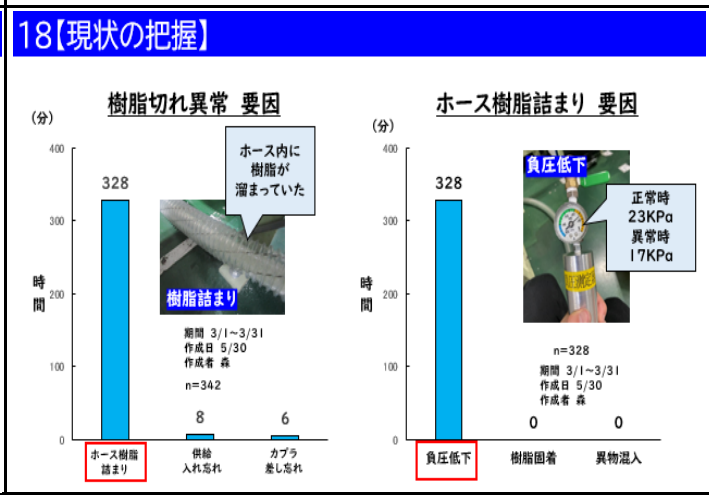 18【現状の把握】
樹脂切れ異常 要因
(分)
400
300
200
100
0
時間
328
8
6
ホース内に
樹脂が
溜まっていた
樹脂詰まり
期間 3/1~3/31
作成日 5/30
作成者 森
n=342
ホース樹脂
詰まり
供給
入れ忘れ
カプラ
差し忘れ
ホース樹脂詰まり 要因
(分)
400
300
200
100
0
時間
328
0
0
負圧低下
正常時
23KPa
異常時
17KPa
n=328
期間 3/1~3/31
作成日 5/30
作成者 森
負圧低下
樹脂固着
異物混入